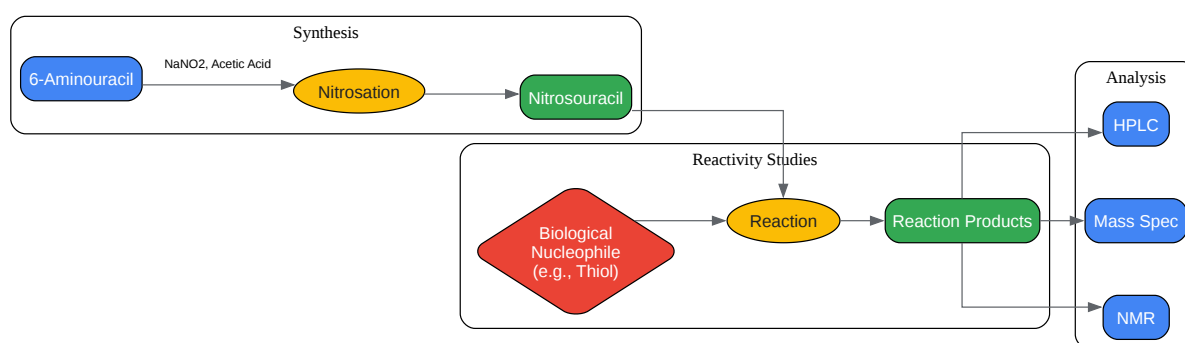 Synthesis
6-Aminouracil
NaNO2, Acetic Acid
Nitrosation
Nitrosouracil
Reactivity Studies
Biological
Nucleophile
(e.g., Thiol)
Reaction
Reaction Products
Analysis
HPLC
Mass Spec
NMR